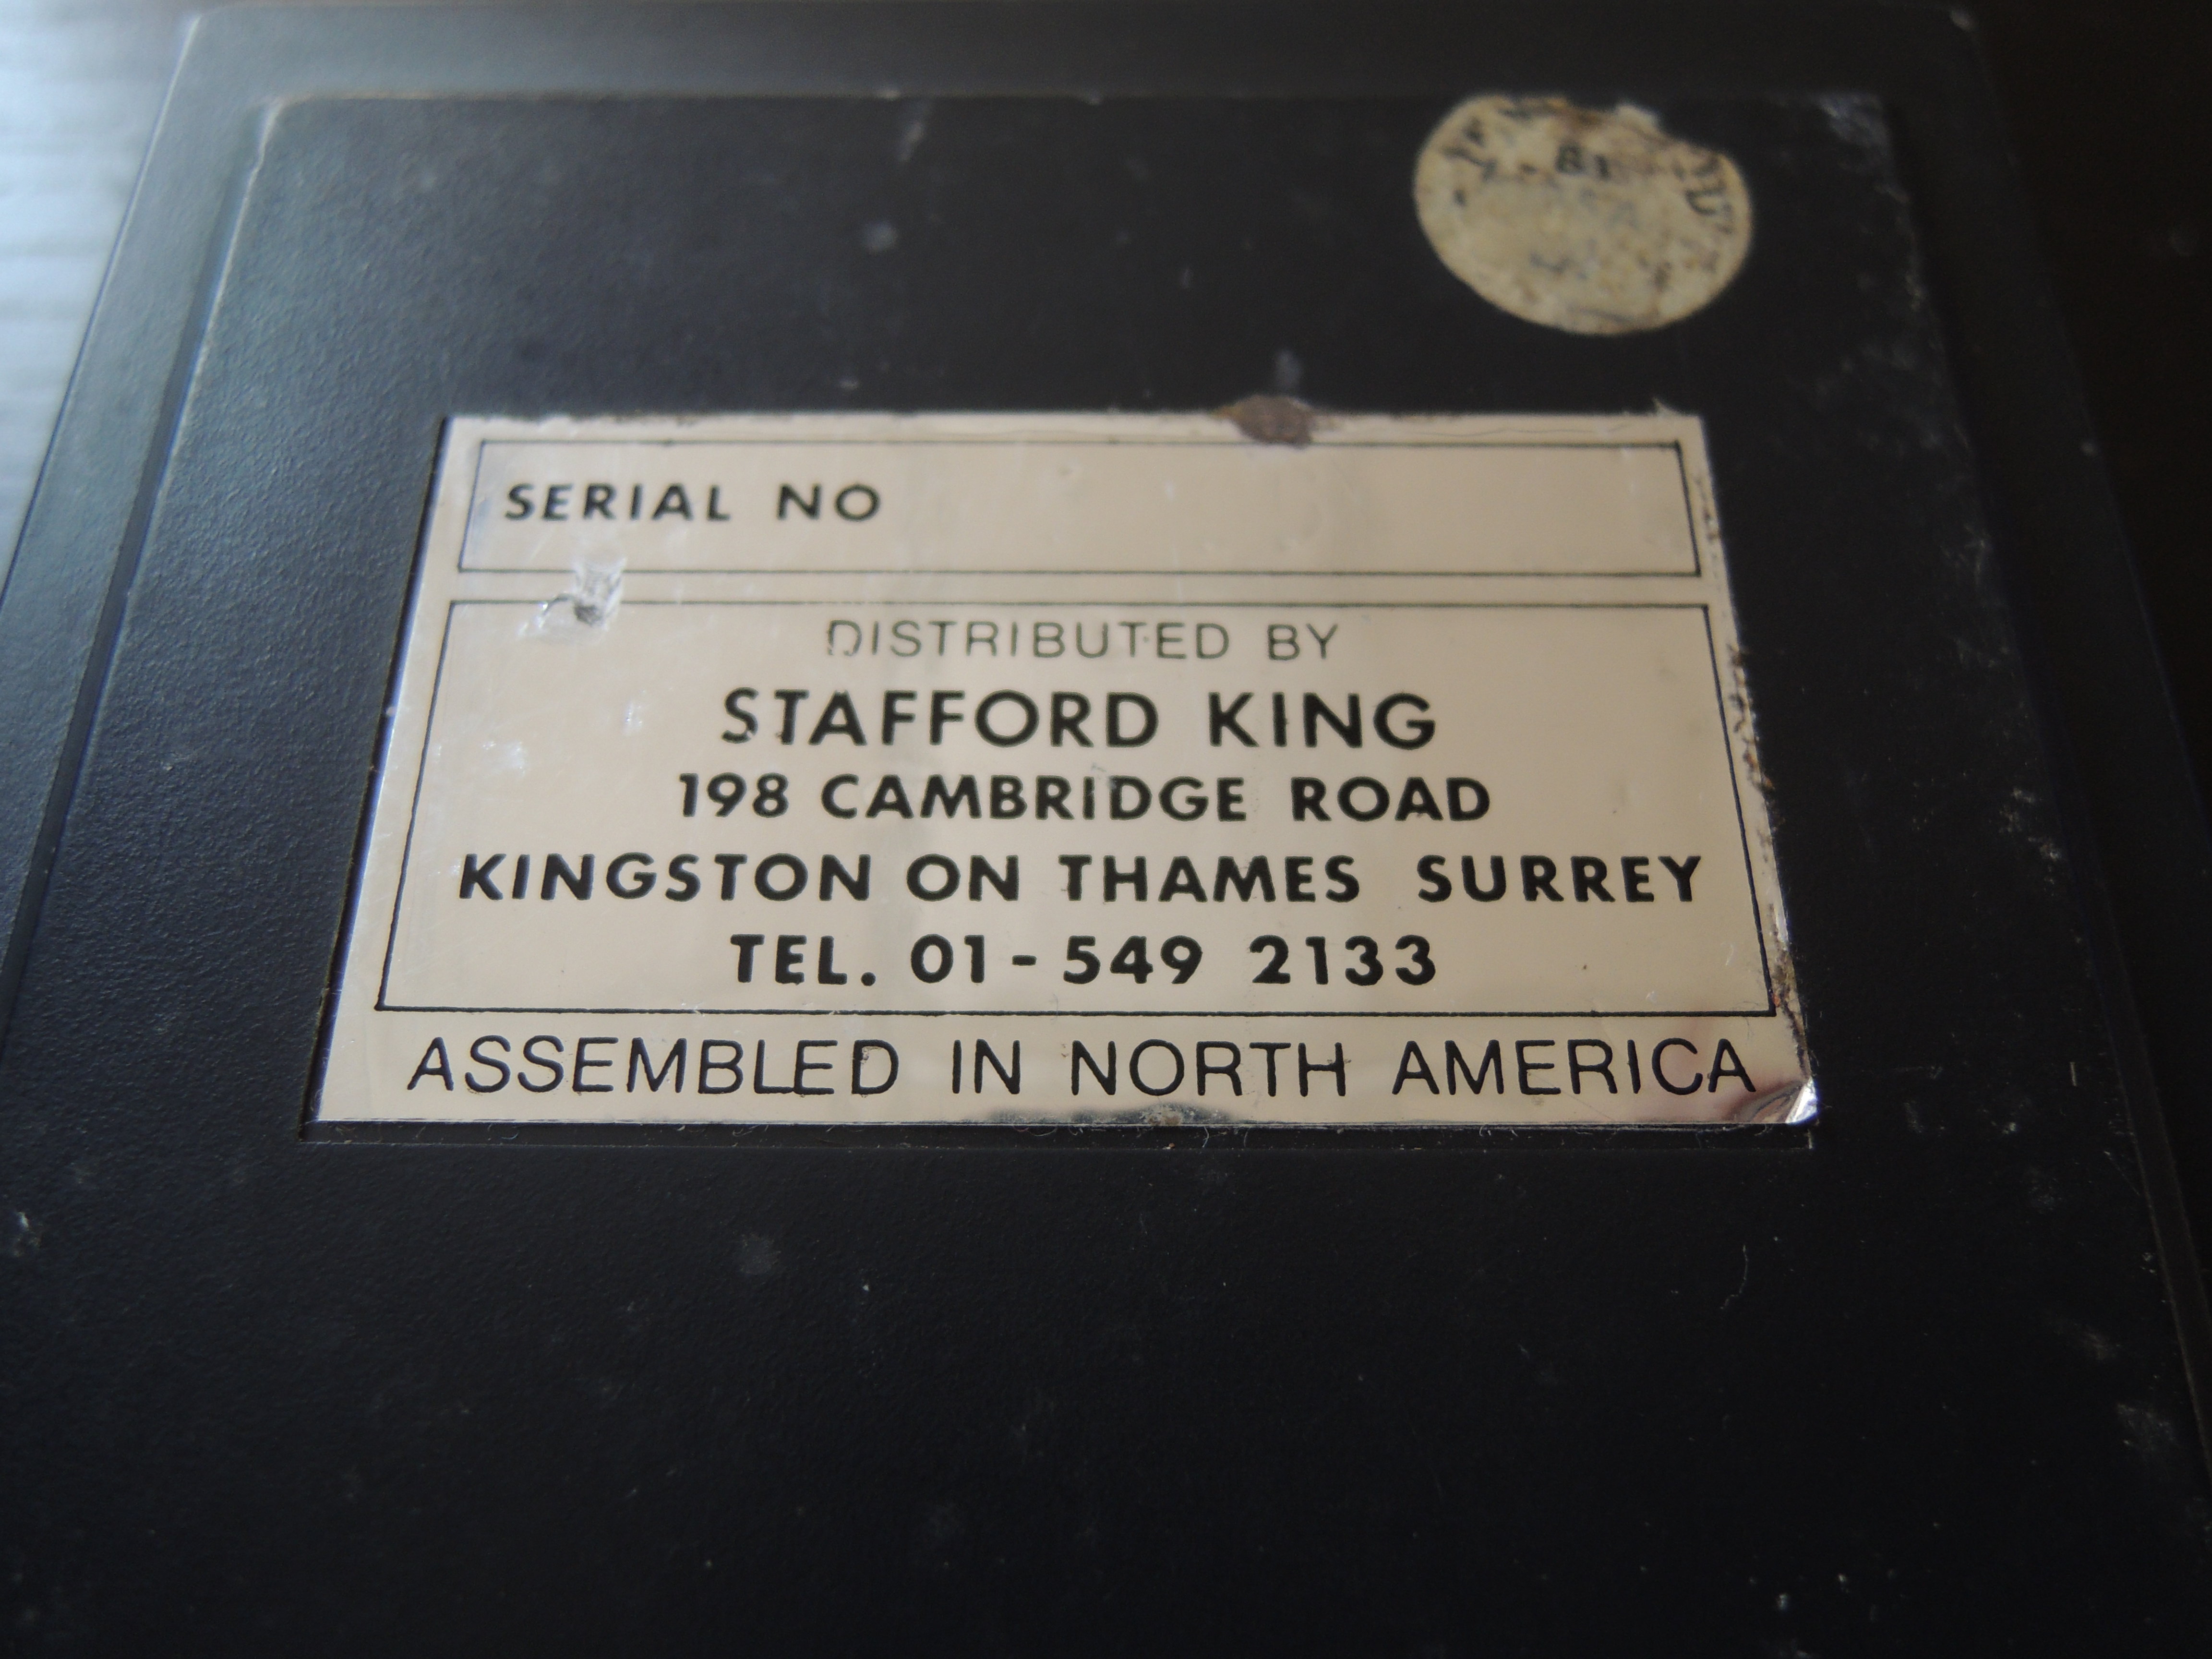 SERIAL NO
DISTRIBUTED BY
STAFFORD KING
198 CAMBRIDGE ROAD
KINGSTON ON THAMES SURREY
TEL. 01-549 2133
ASSEMBLED IN NORTH AMERICA